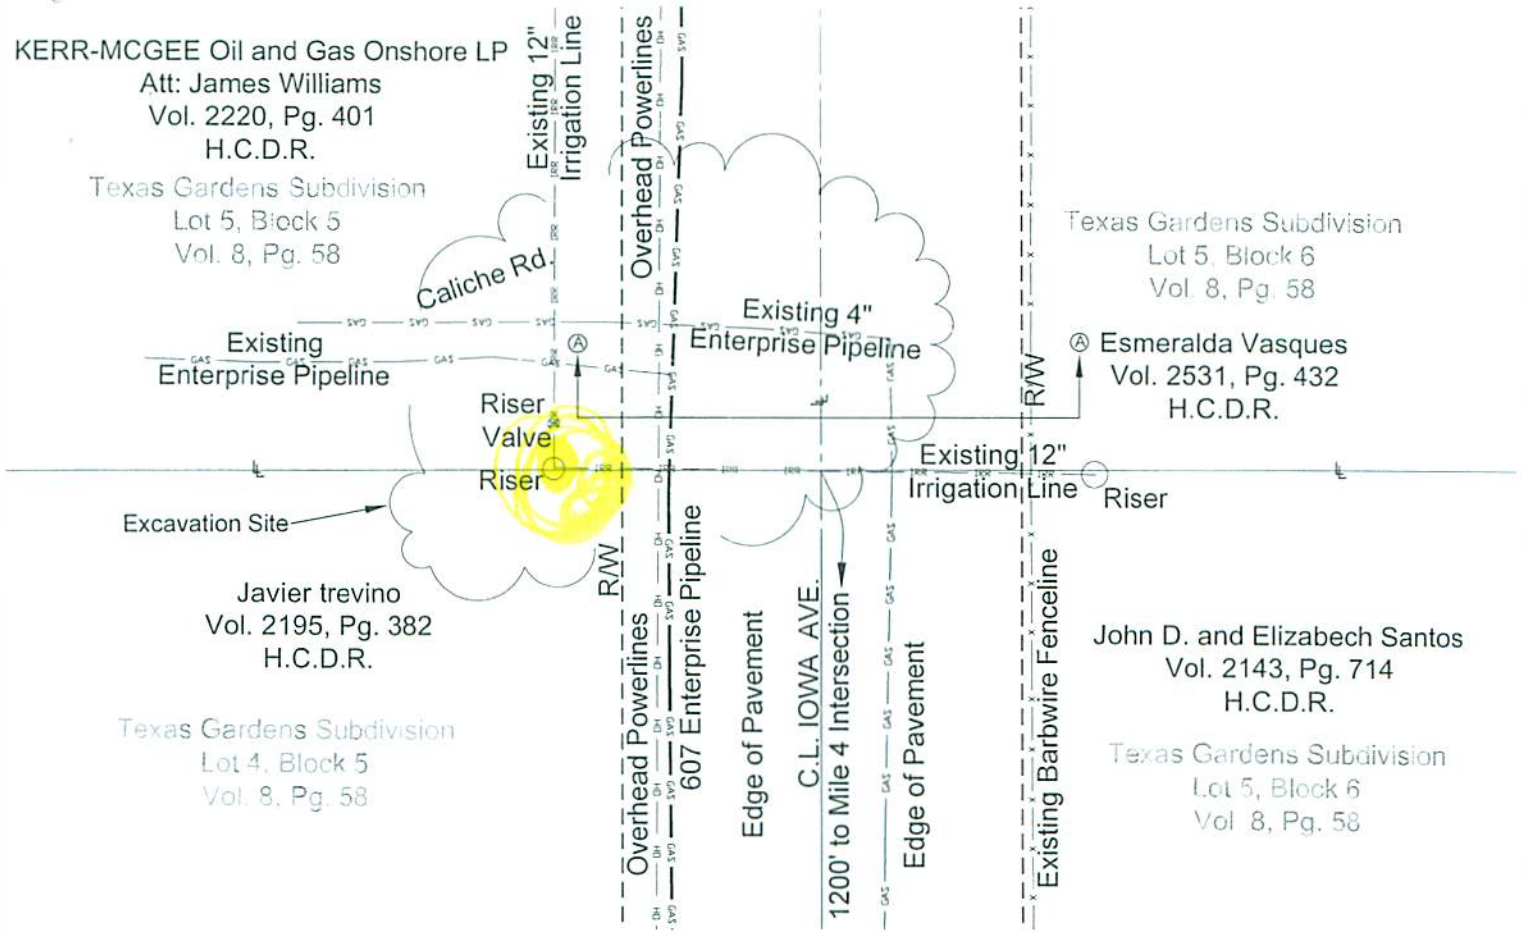 KERR-MCGEE Oil and Gas Onshore LP
Att: James Williams
Vol. 2220, Pg. 401
H.C.D.R.
Texas Gardens Subdivision
Lot 5, Block 5
Vol. 8, Pg. 58
Existing 12"
Irrigation Line
Overhead Powerlines
Caliche Rd.
Existing
Enterprise Pipeline
Existing 4"
Enterprise Pipeline
Texas Gardens Subdivision
Lot 5, Block 6
Vol. 8, Pg. 58
A
A
Esmeralda Vasques
Vol. 2531, Pg. 432
H.C.D.R.
R/W
Riser
Valve
Riser
Existing 12"
Irrigation Line
Riser
Excavation Site
R/W
Javier trevino
Vol. 2195, Pg. 382
H.C.D.R.
Texas Gardens Subdivision
Lot 4, Block 5
Vol. 8, Pg. 58
Overhead Powerlines
607 Enterprise Pipeline
Edge of Pavement
C.L. IOWA AVE.
1200' to Mile 4 Intersection
Edge of Pavement
Existing Barbwire Fenceline
John D. and Elizabech Santos
Vol. 2143, Pg. 714
H.C.D.R.
Texas Gardens Subdivision
Lot 5, Block 6
Vol 8, Pg. 58
GAS
IRR